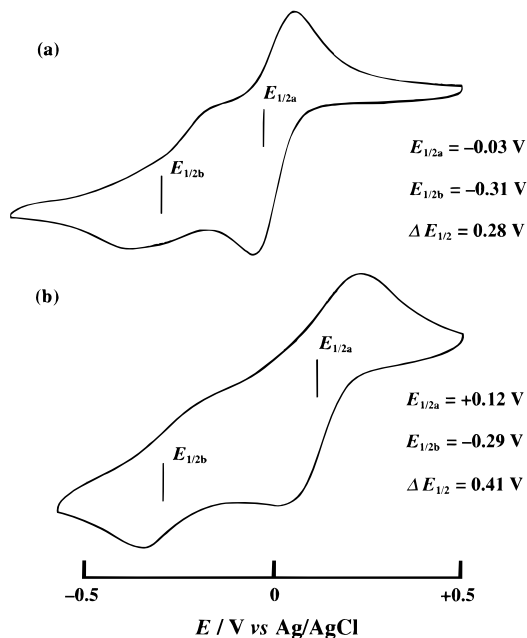 (a)
E1/2a
E1/2b
E1/2a = –0.03 V
E1/2b = –0.31 V
Δ E1/2 = 0.28 V
(b)
E1/2a
E1/2b
E1/2a = +0.12 V
E1/2b = –0.29 V
Δ E1/2 = 0.41 V
–0.5 0 +0.5
E / V vs Ag/AgCl